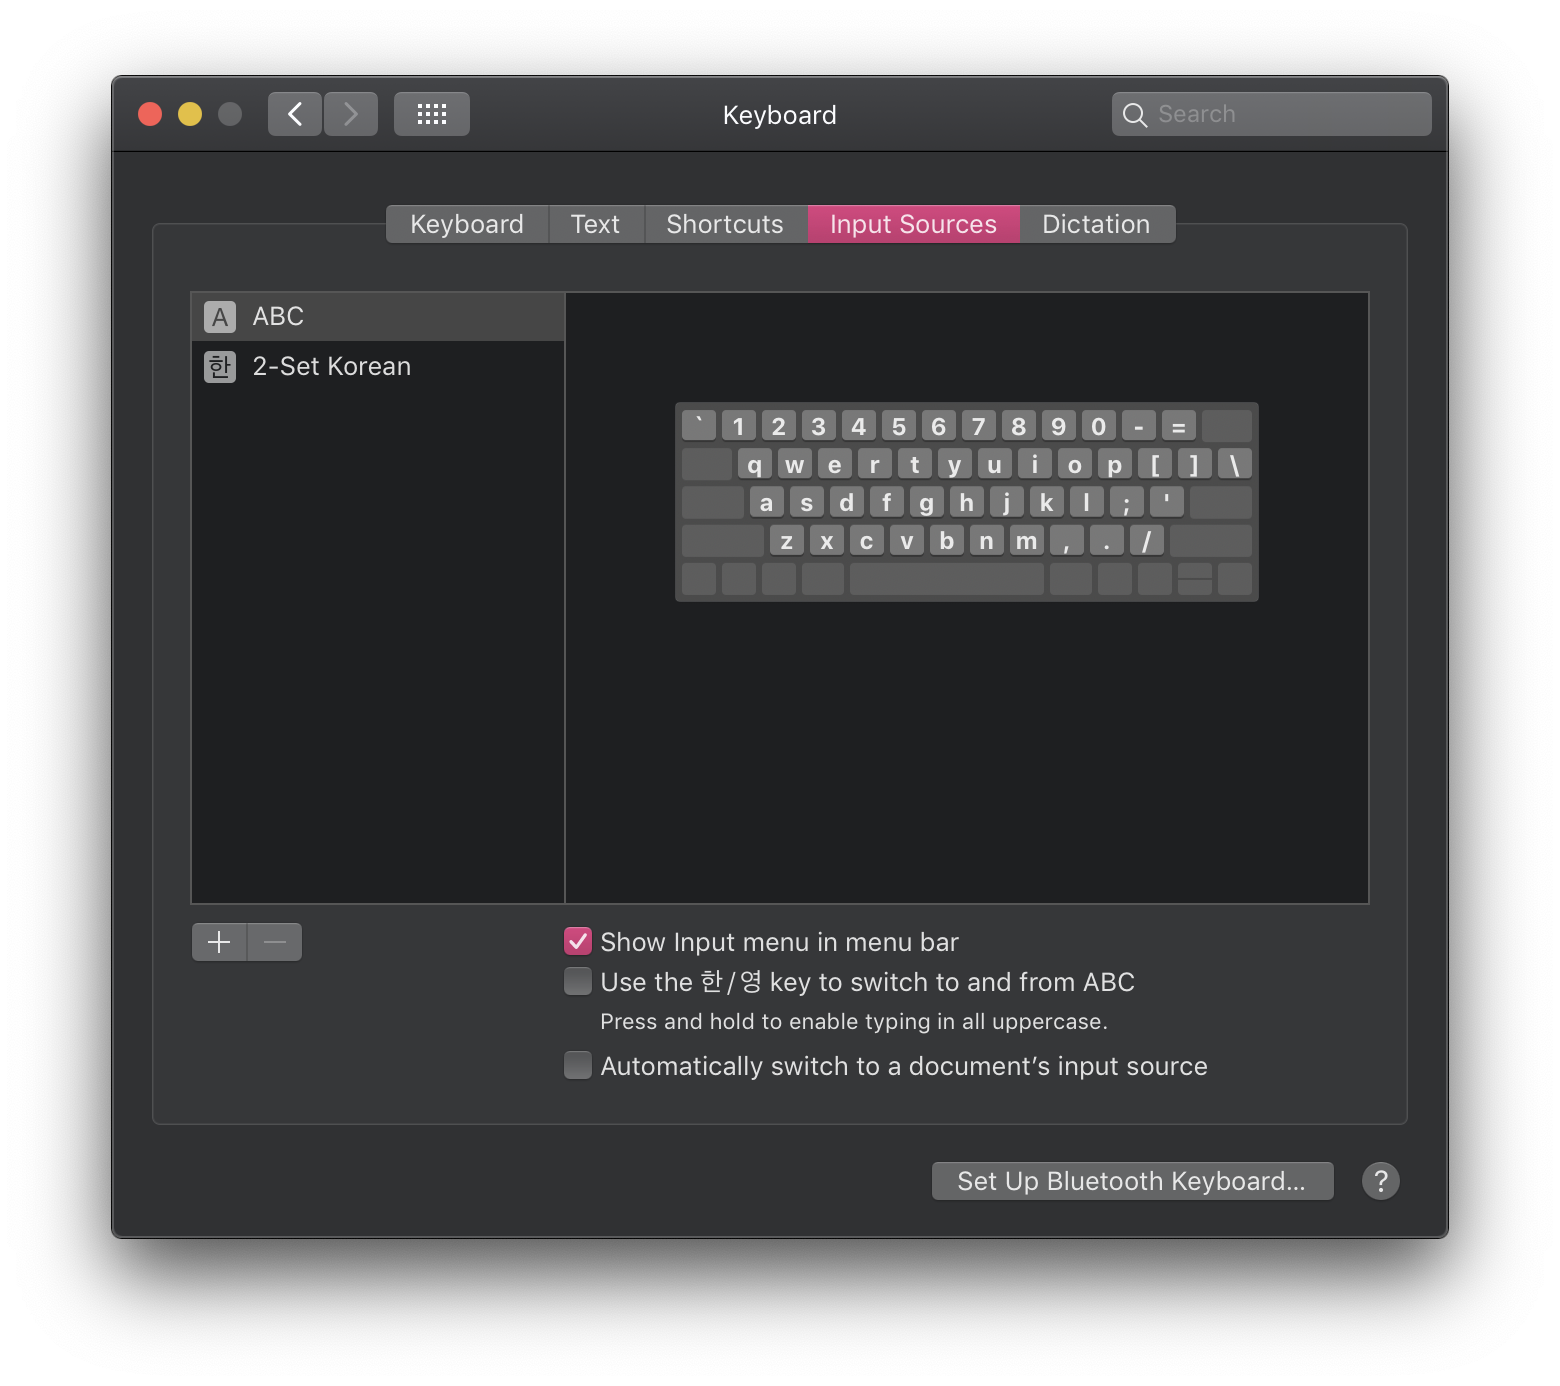 Keyboard
Search
Keyboard Text Shortcuts Input Sources Dictation
A ABC
한 2-Set Korean
` 1 2 3 4 5 6 7 8 9 0 - =
q w e r t y u i o p [ ] \
a s d f g h j k l ; '
z x c v b n m , . /
Show Input menu in menu bar
Use the 한/영 key to switch to and from ABC
Press and hold to enable typing in all uppercase.
Automatically switch to a document’s input source
Set Up Bluetooth Keyboard... ?